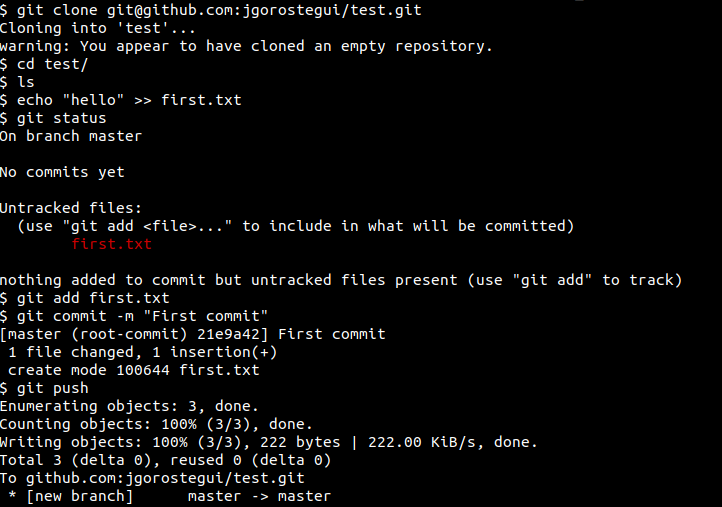 $ git clone git@github.com:jgorostegui/test.git
Cloning into 'test'...
warning: You appear to have cloned an empty repository.
$ cd test/
$ ls
$ echo "hello" >> first.txt
$ git status
On branch master

No commits yet

Untracked files:
  (use "git add <file>..." to include in what will be committed)
        first.txt

nothing added to commit but untracked files present (use "git add" to track)
$ git add first.txt
$ git commit -m "First commit"
[master (root-commit) 21e9a42] First commit
 1 file changed, 1 insertion(+)
 create mode 100644 first.txt
$ git push
Enumerating objects: 3, done.
Counting objects: 100% (3/3), done.
Writing objects: 100% (3/3), 222 bytes | 222.00 KiB/s, done.
Total 3 (delta 0), reused 0 (delta 0)
To github.com:jgorostegui/test.git
 * [new branch]      master -> master